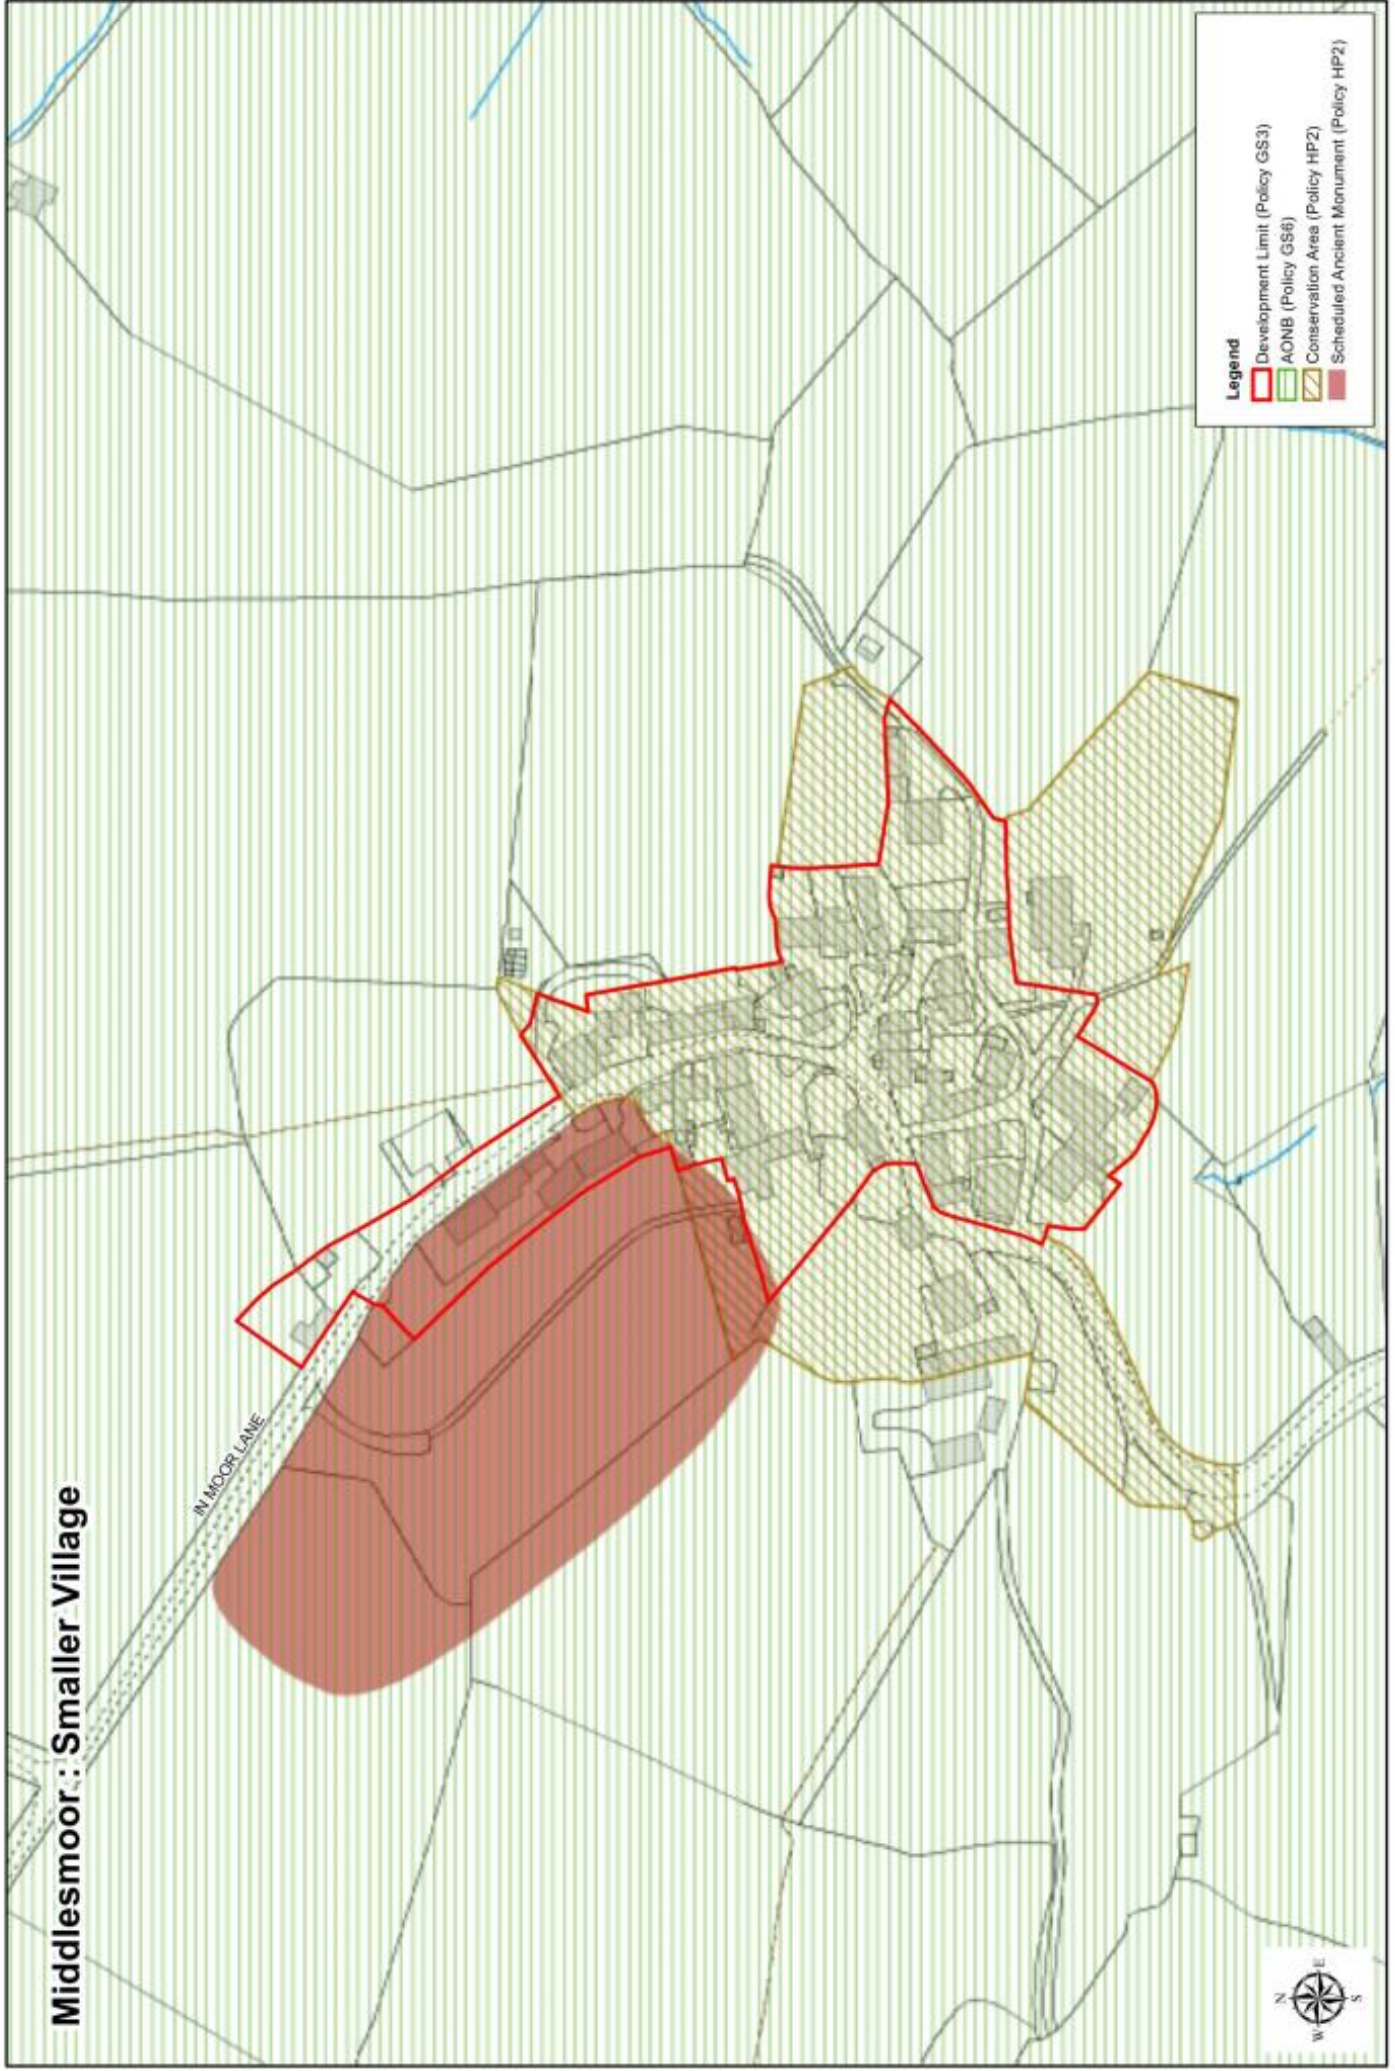 Middlesmoor : Smaller Village
IN MOOR LANE
Legend
Development Limit (Policy GS3)
AONB (Policy GS6)
Conservation Area (Policy HP2)
Scheduled Ancient Monument (Policy HP2)
N
W E
S